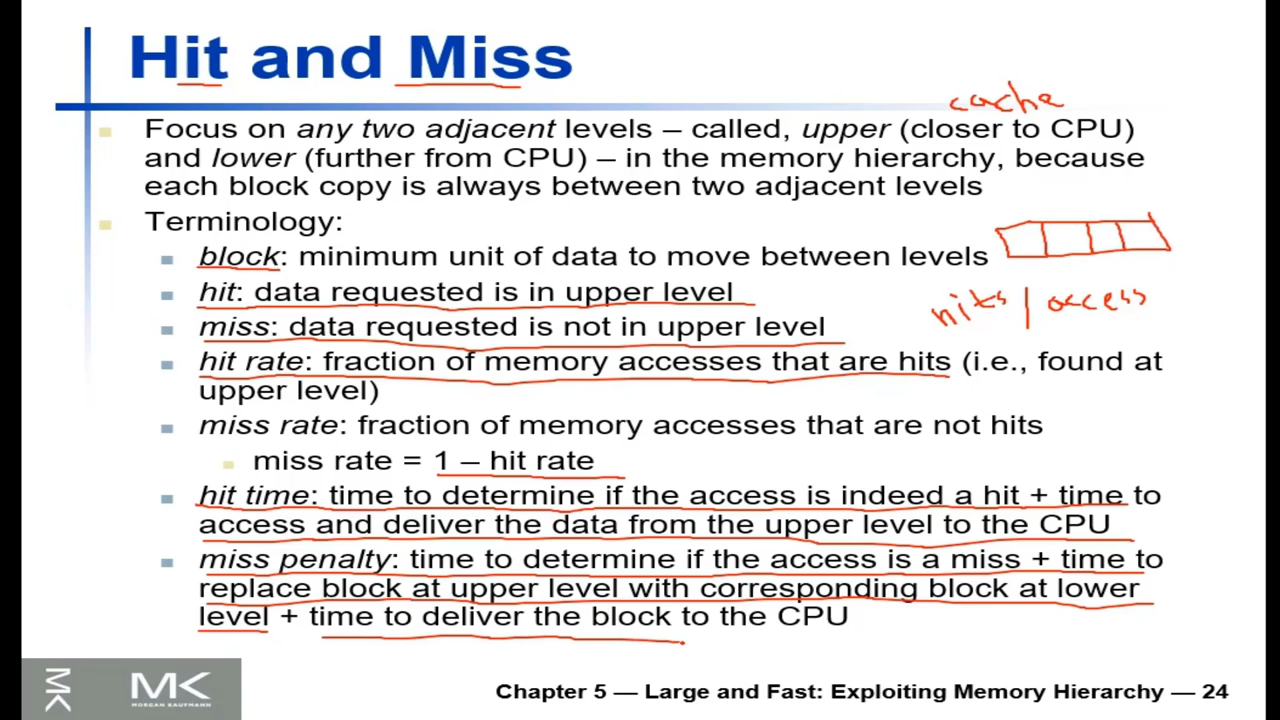 Hit and Miss
cache
Focus on any two adjacent levels – called, upper (closer to CPU)
and lower (further from CPU) – in the memory hierarchy, because
each block copy is always between two adjacent levels
Terminology:
block: minimum unit of data to move between levels
hit: data requested is in upper level
hits / access
miss: data requested is not in upper level
hit rate: fraction of memory accesses that are hits (i.e., found at
upper level)
miss rate: fraction of memory accesses that are not hits
miss rate = 1 – hit rate
hit time: time to determine if the access is indeed a hit + time to
access and deliver the data from the upper level to the CPU
miss penalty: time to determine if the access is a miss + time to
replace block at upper level with corresponding block at lower
level + time to deliver the block to the CPU
MK
MK
MORGAN KAUFMANN
Chapter 5 — Large and Fast: Exploiting Memory Hierarchy — 24